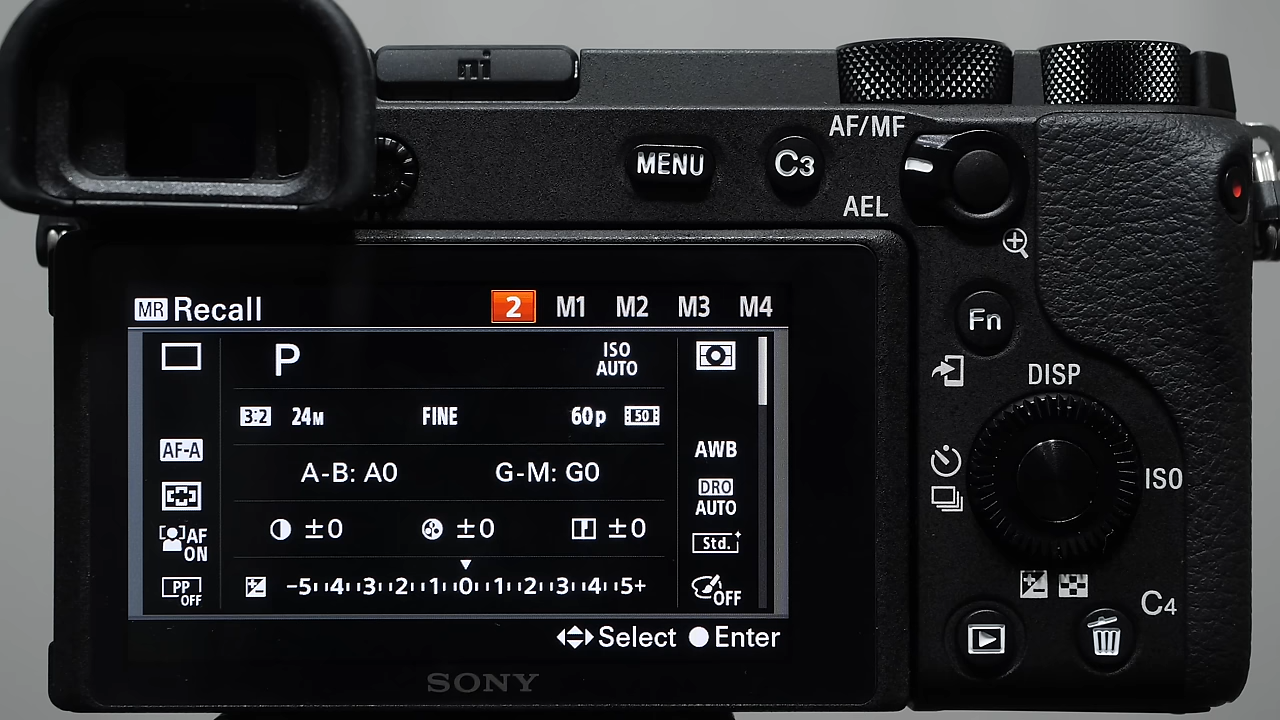 mi
MENU
C3
AF/MF
AEL
MR Recall 2 M1 M2 M3 M4
P ISO AUTO
3:2 24M FINE 60p 50
AF-A AWB
A-B: A0 G-M: G0
DRO AUTO
AF ON ±0 ±0 ±0 Std.
PP OFF -5 4 3 2 1 0 1 2 3 4 5+ OFF
Select Enter
SONY
Fn
DISP
ISO
C4